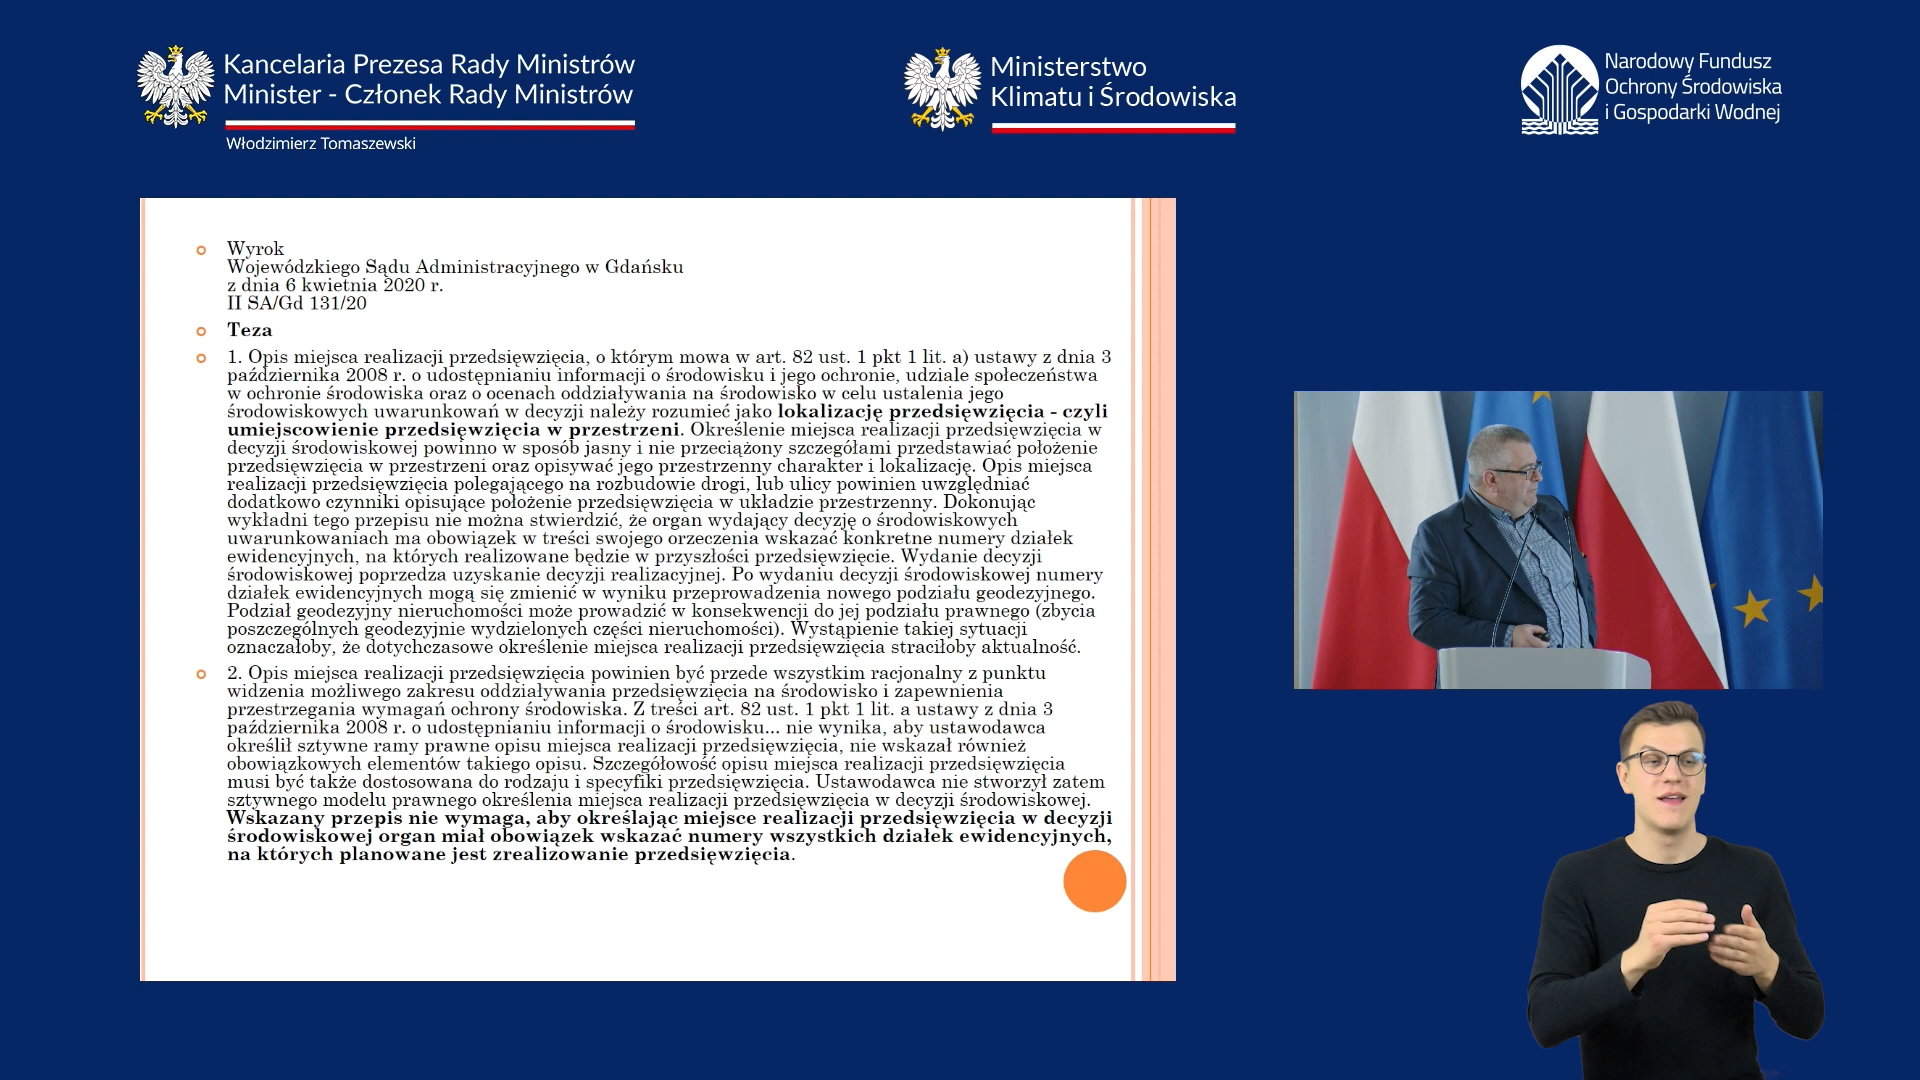 Kancelaria Prezesa Rady Ministrów
Minister - Członek Rady Ministrów
Włodzimierz Tomaszewski
Ministerstwo
Klimatu i Środowiska
Narodowy Fundusz
Ochrony Środowiska
i Gospodarki Wodnej
Wyrok
Wojewódzkiego Sądu Administracyjnego w Gdańsku
z dnia 6 kwietnia 2020 r.
II SA/Gd 131/20
Teza
1. Opis miejsca realizacji przedsięwzięcia, o którym mowa w art. 82 ust. 1 pkt 1 lit. a) ustawy z dnia 3
października 2008 r. o udostępnianiu informacji o środowisku i jego ochronie, udziale społeczeństwa
w ochronie środowiska oraz o ocenach oddziaływania na środowisko w celu ustalenia jego
środowiskowych uwarunkowań w decyzji należy rozumieć jako lokalizację przedsięwzięcia - czyli
umiejscowienie przedsięwzięcia w przestrzeni. Określenie miejsca realizacji przedsięwzięcia w
decyzji środowiskowej powinno w sposób jasny i nie przeciążony szczegółami przedstawiać położenie
przedsięwzięcia w przestrzeni oraz opisywać jego przestrzenny charakter i lokalizację. Opis miejsca
realizacji przedsięwzięcia polegającego na rozbudowie drogi, lub ulicy powinien uwzględniać
dodatkowo czynniki opisujące położenie przedsięwzięcia w układzie przestrzenny. Dokonując
wykładni tego przepisu nie można stwierdzić, że organ wydający decyzję o środowiskowych
uwarunkowaniach ma obowiązek w treści swojego orzeczenia wskazać konkretne numery działek
ewidencyjnych, na których realizowane będzie w przyszłości przedsięwzięcie. Wydanie decyzji
środowiskowej poprzedza uzyskanie decyzji realizacyjnej. Po wydaniu decyzji środowiskowej numery
działek ewidencyjnych mogą się zmienić w wyniku przeprowadzenia nowego podziału geodezyjnego.
Podział geodezyjny nieruchomości może prowadzić w konsekwencji do jej podziału prawnego (zbycia
poszczególnych geodezyjnie wydzielonych części nieruchomości). Wystąpienie takiej sytuacji
oznaczałoby, że dotychczasowe określenie miejsca realizacji przedsięwzięcia straciłoby aktualność.
2. Opis miejsca realizacji przedsięwzięcia powinien być przede wszystkim racjonalny z punktu
widzenia możliwego zakresu oddziaływania przedsięwzięcia na środowisko i zapewnienia
przestrzegania wymagań ochrony środowiska. Z treści art. 82 ust. 1 pkt 1 lit. a ustawy z dnia 3
października 2008 r. o udostępnianiu informacji o środowisku... nie wynika, aby ustawodawca
określił sztywne ramy prawne opisu miejsca realizacji przedsięwzięcia, nie wskazał również
obowiązkowych elementów takiego opisu. Szczegółowość opisu miejsca realizacji przedsięwzięcia
musi być także dostosowana do rodzaju i specyfiki przedsięwzięcia. Ustawodawca nie stworzył zatem
sztywnego modelu prawnego określenia miejsca realizacji przedsięwzięcia w decyzji środowiskowej.
Wskazany przepis nie wymaga, aby określając miejsce realizacji przedsięwzięcia w decyzji
środowiskowej organ miał obowiązek wskazać numery wszystkich działek ewidencyjnych,
na których planowane jest zrealizowanie przedsięwzięcia.